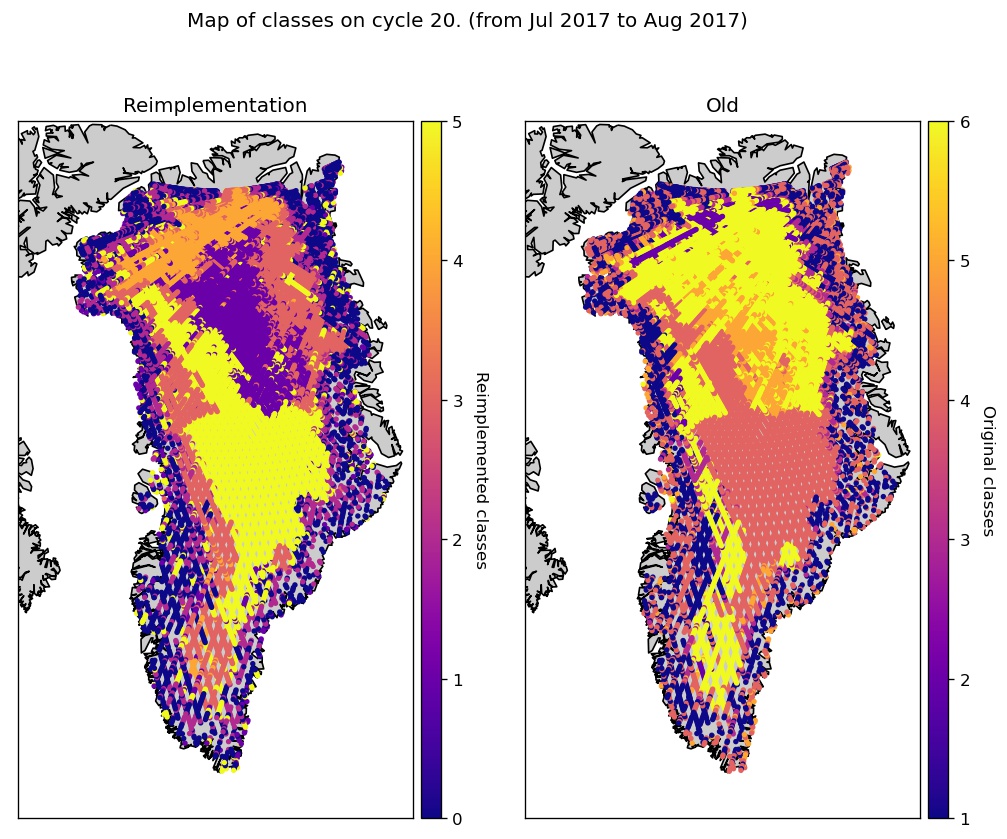 Map of classes on cycle 20. (from Jul 2017 to Aug 2017)
Reimplementation
5
4
3
2
1
0
Reimplemented classes
Old
6
5
4
3
2
1
Original classes